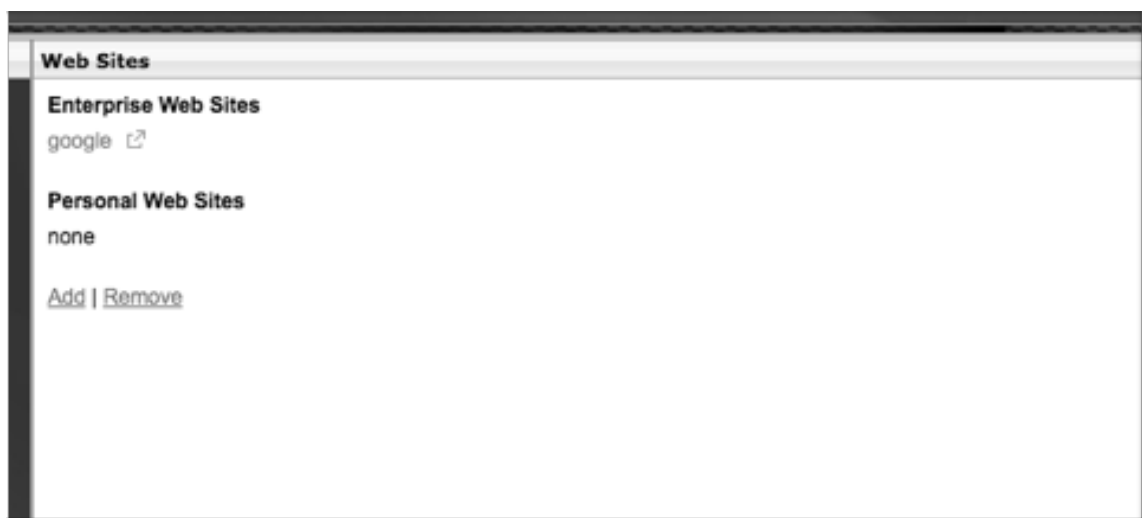 Web Sites
Enterprise Web Sites
google
Personal Web Sites
none
Add | Remove